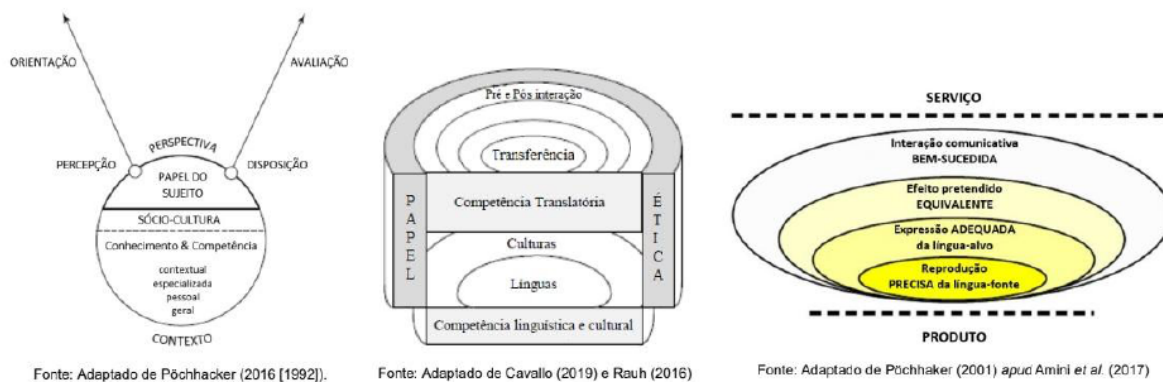 ORIENTAÇÃO
AVALIAÇÃO
PERSPECTIVA
PERCEPÇÃO
DISPOSIÇÃO
PAPEL DO
SUJEITO
SÓCIO-CULTURA
Conhecimento & Competência
contextual
especializada
pessoal
geral
CONTEXTO
Fonte: Adaptado de Pöchhacker (2016 [1992]).
Pré e Pós interação
Transferência
PAPEL
Competência Translatória
ÉTICA
Culturas
Línguas
Competência linguística e cultural
Fonte: Adaptado de Cavallo (2019) e Rauh (2016)
SERVIÇO
Interação comunicativa
BEM-SUCEDIDA
Efeito pretendido
EQUIVALENTE
Expressão ADEQUADA
da língua-alvo
Reprodução
PRECISA da língua-fonte
PRODUTO
Fonte: Adaptado de Pöchhaker (2001) apud Amini et al. (2017)